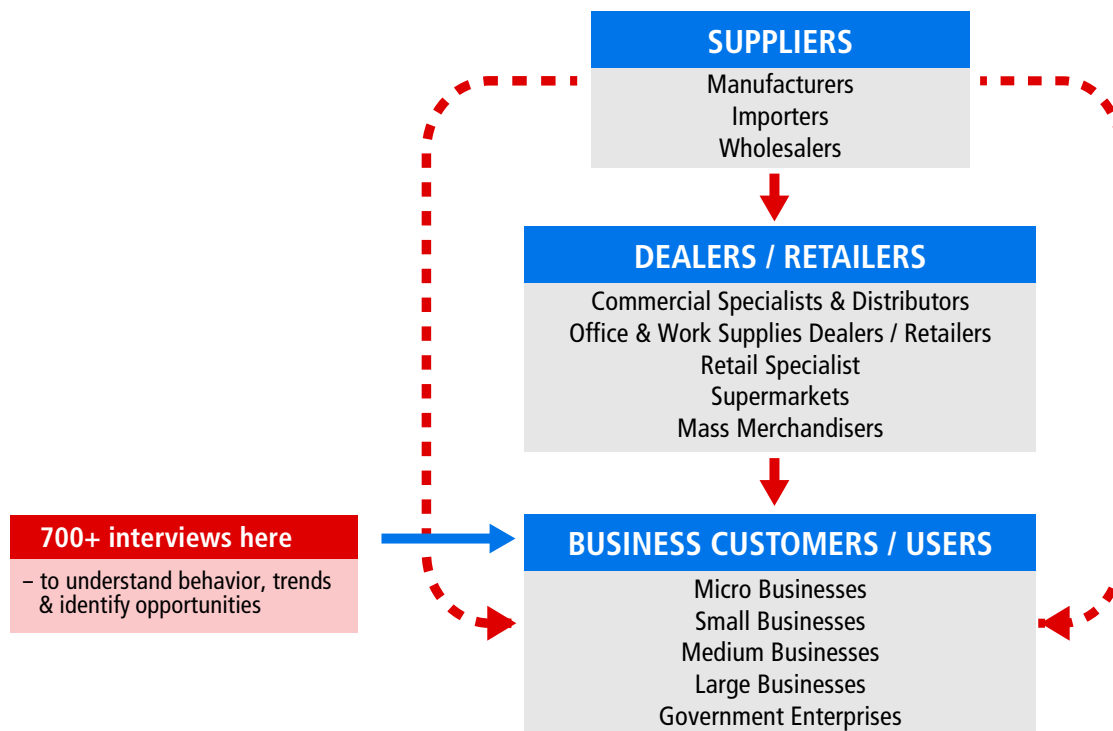 SUPPLIERS
Manufacturers
Importers
Wholesalers
DEALERS / RETAILERS
Commercial Specialists & Distributors
Office & Work Supplies Dealers / Retailers
Retail Specialist
Supermarkets
Mass Merchandisers
700+ interviews here
– to understand behavior, trends
& identify opportunities
BUSINESS CUSTOMERS / USERS
Micro Businesses
Small Businesses
Medium Businesses
Large Businesses
Government Enterprises